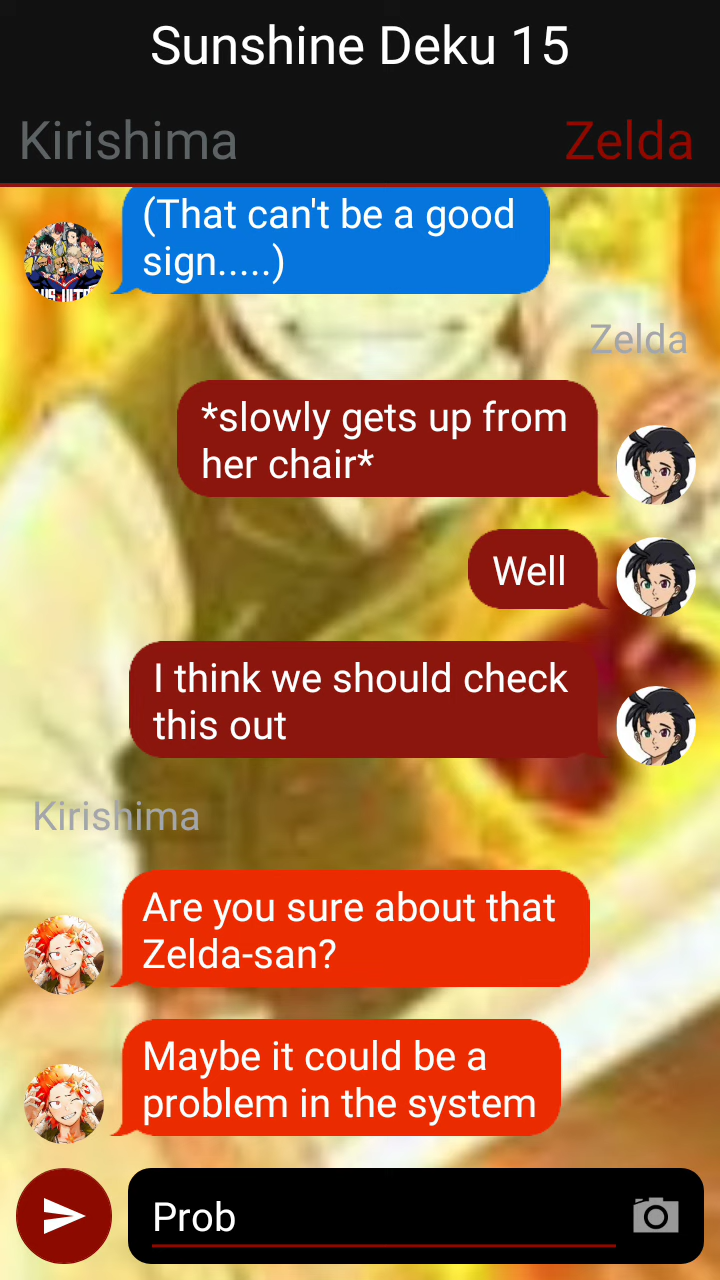 Sunshine Deku 15
Kirishima
Zelda
(That can't be a good
sign.....)
Zelda
*slowly gets up from
her chair*
Well
I think we should check
this out
Kirishima
Are you sure about that
Zelda-san?
Maybe it could be a
problem in the system
Prob